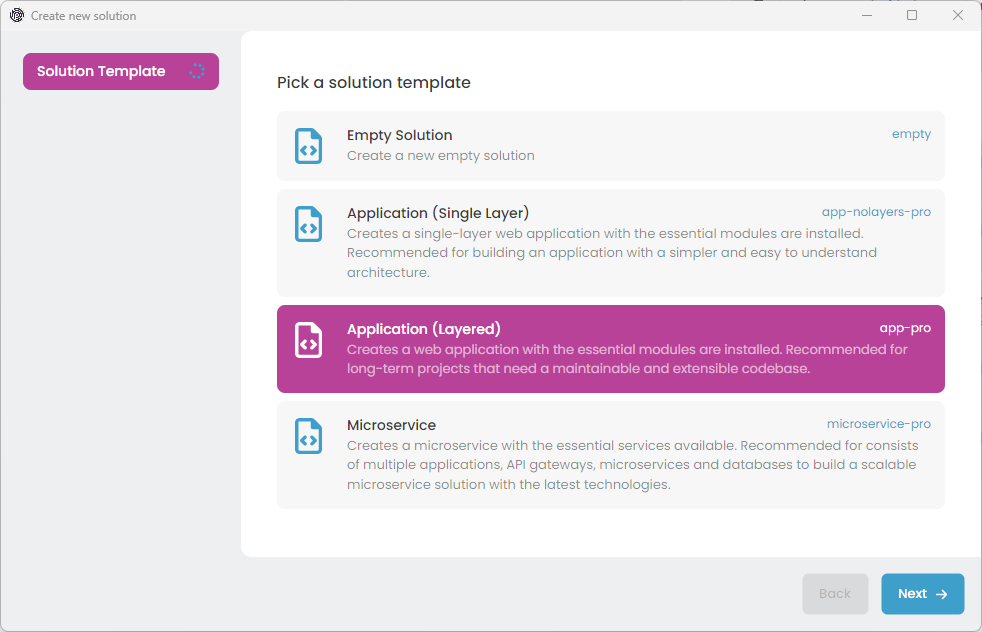 Create new solution
Solution Template
Pick a solution template
Empty Solution
empty
Create a new empty solution
Application (Single Layer)
app-nolayers-pro
Creates a single-layer web application with the essential modules are installed.
Recommended for building an application with a simpler and easy to understand
architecture.
Application (Layered)
app-pro
Creates a web application with the essential modules are installed. Recommended for
long-term projects that need a maintainable and extensible codebase.
Microservice
microservice-pro
Creates a microservice with the essential services available. Recommended for consists
of multiple applications, API gateways, microservices and databases to build a scalable
microservice solution with the latest technologies.
Back
Next